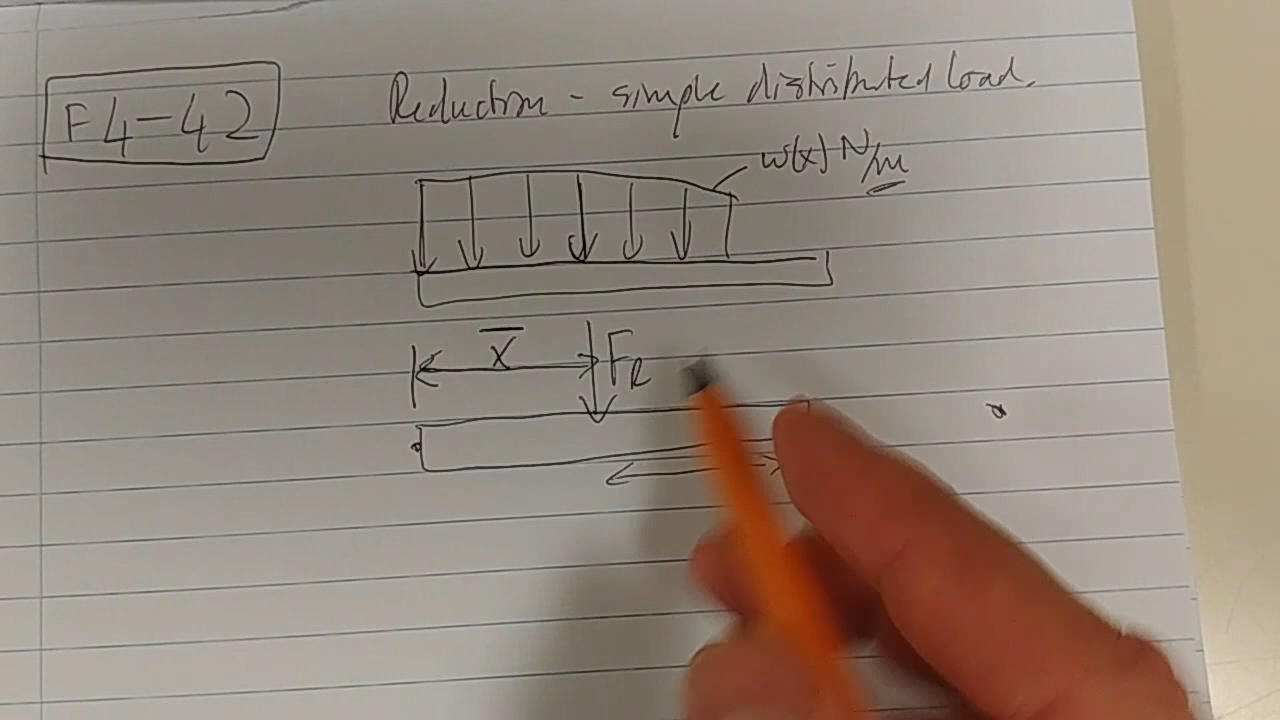 F4-42
Reduction - simple distributed load.
w(x) N/m
x̄
FR